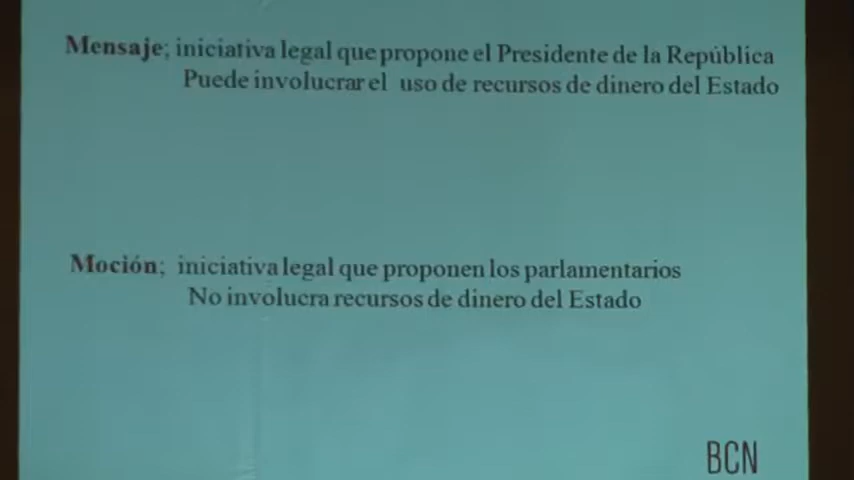 Mensaje; iniciativa legal que propone el Presidente de la República
Puede involucrar el uso de recursos de dinero del Estado
Moción; iniciativa legal que proponen los parlamentarios
No involucra recursos de dinero del Estado
BCN